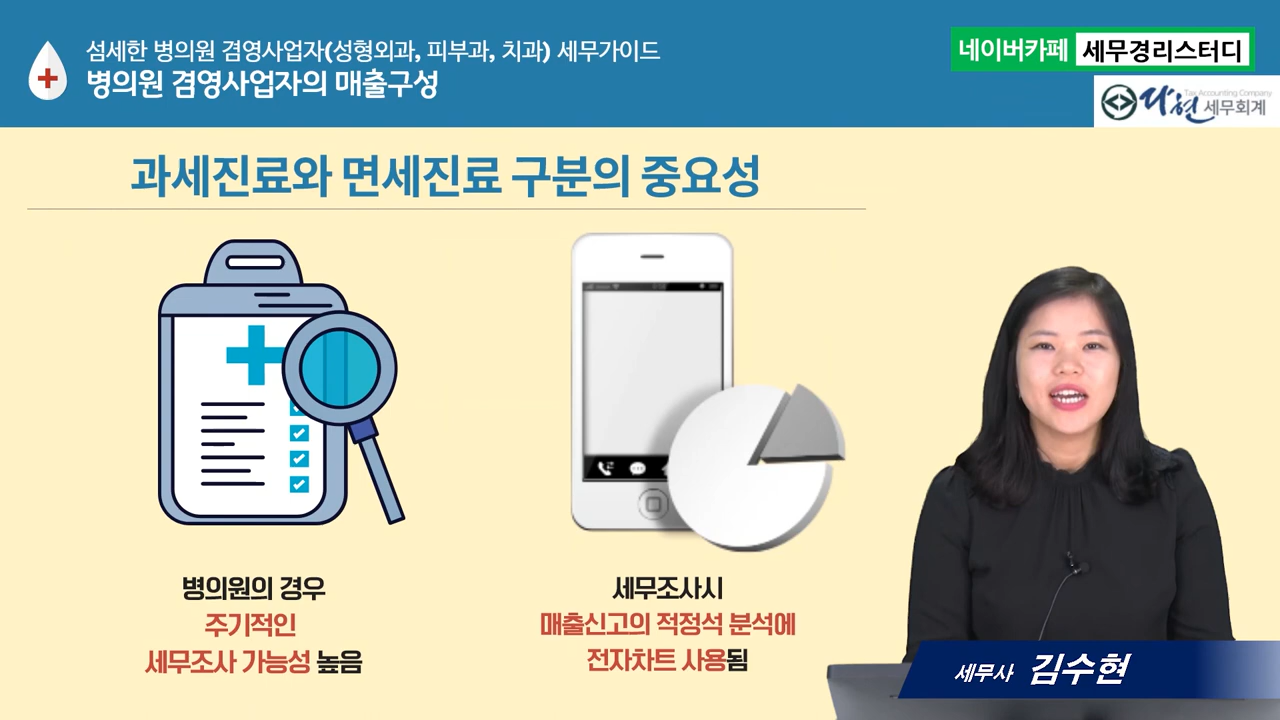 섬세한 병의원 겸영사업자(성형외과, 피부과, 치과) 세무가이드
병의원 겸영사업자의 매출구성
네이버카페 세무경리스터디
Tax Accounting Company
다현 세무회계
과세진료와 면세진료 구분의 중요성
병의원의 경우
주기적인
세무조사 가능성 높음
세무조사시
매출신고의 적정석 분석에
전자차트 사용됨
세무사 김수현